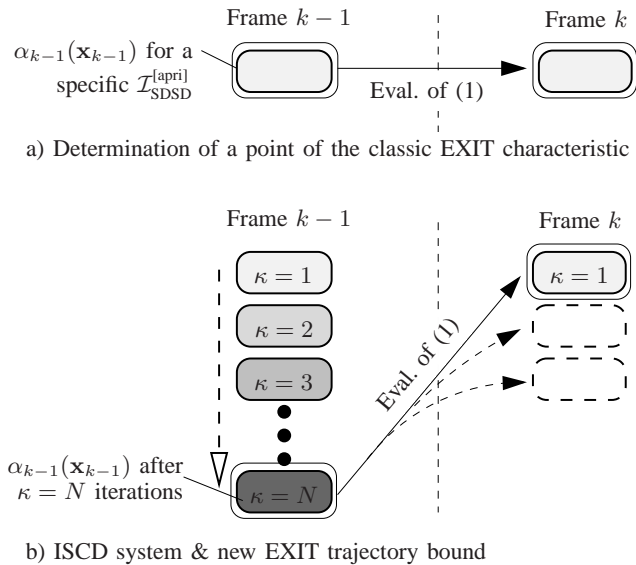 Frame k − 1
Frame k
α_{k−1}(x_{k−1}) for a
specific I^{[apri]}_{SDSD}
Eval. of (1)
a) Determination of a point of the classic EXIT characteristic
Frame k − 1
Frame k
κ = 1
κ = 1
κ = 2
κ = 3
Eval. of (1)
α_{k−1}(x_{k−1}) after
κ = N iterations
κ = N
b) ISCD system & new EXIT trajectory bound